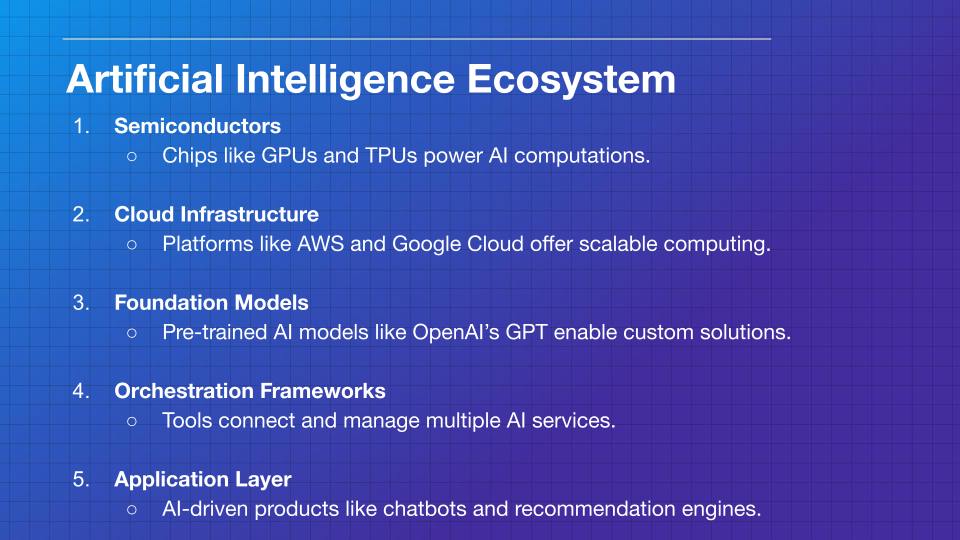 Artificial Intelligence Ecosystem
1. Semiconductors
○ Chips like GPUs and TPUs power AI computations.
2. Cloud Infrastructure
○ Platforms like AWS and Google Cloud offer scalable computing.
3. Foundation Models
○ Pre-trained AI models like OpenAI’s GPT enable custom solutions.
4. Orchestration Frameworks
○ Tools connect and manage multiple AI services.
5. Application Layer
○ AI-driven products like chatbots and recommendation engines.